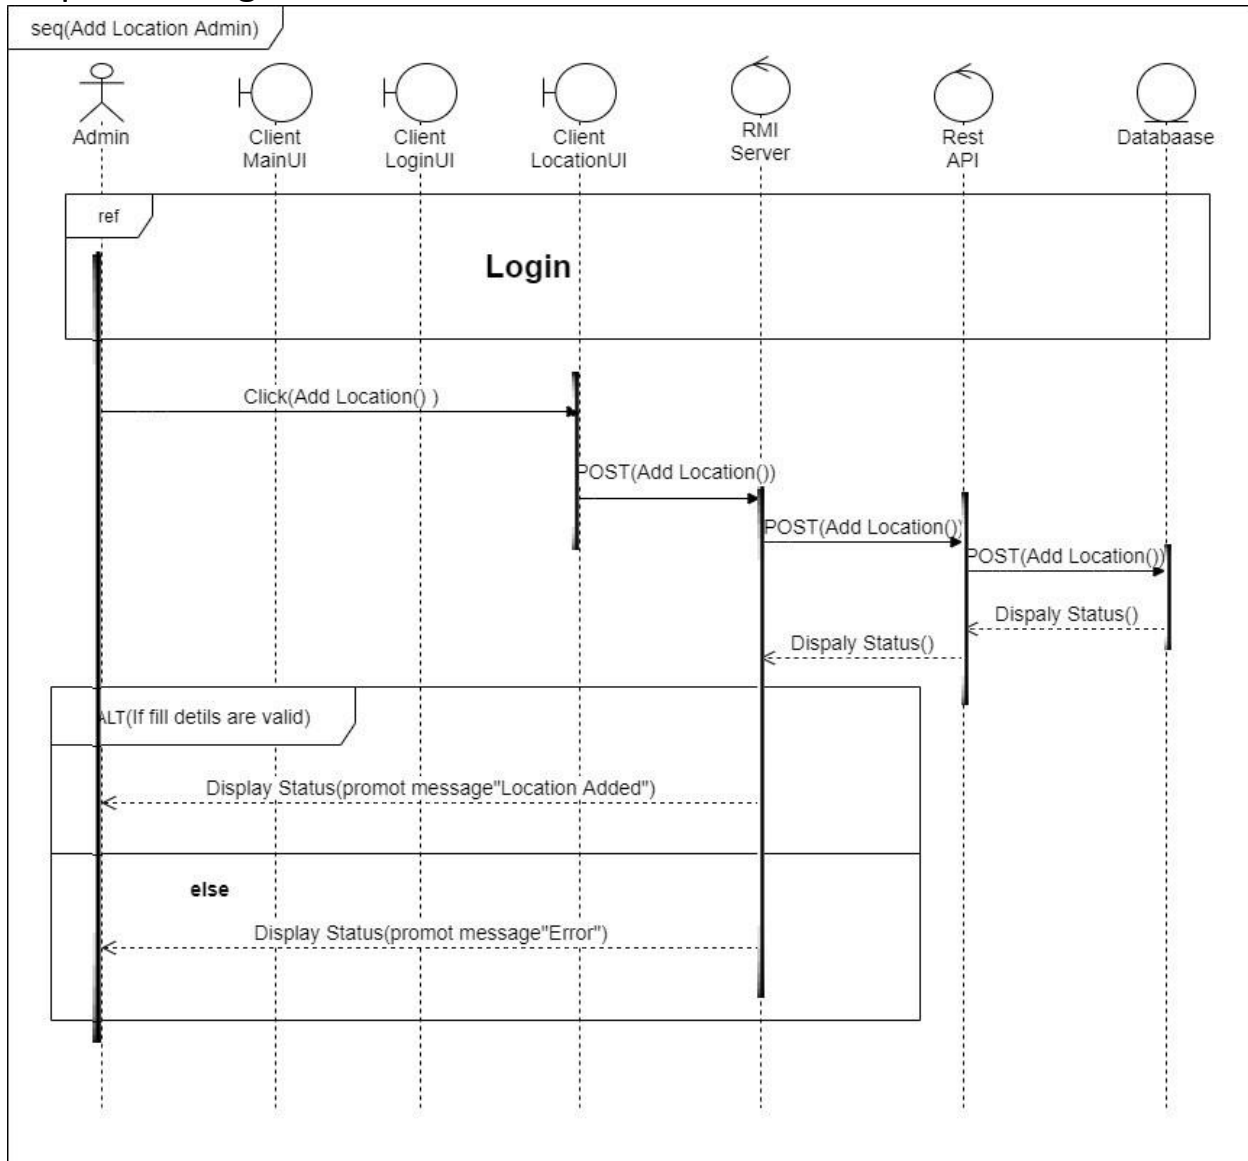 seq(Add Location Admin)
Admin
Client
MainUI
Client
LoginUI
Client
LocationUI
RMI
Server
Rest
API
Databaase
ref
Login
Click(Add Location() )
POST(Add Location())
POST(Add Location())
POST(Add Location())
Dispaly Status()
Dispaly Status()
ALT(If fill detils are valid)
Display Status(promot message"Location Added")
else
Display Status(promot message"Error")